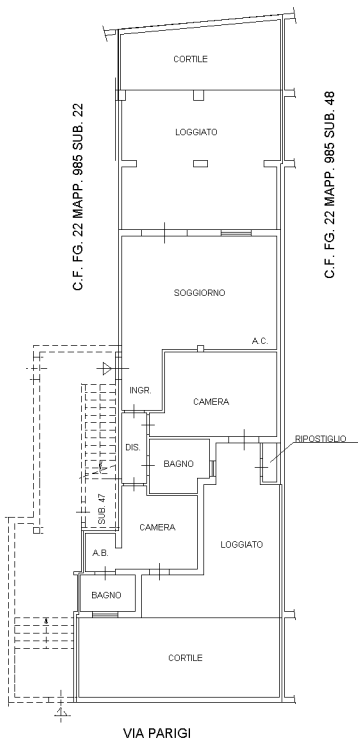 CORTILE
C.F. FG. 22 MAPP. 985 SUB. 22
LOGGIATO
C.F. FG. 22 MAPP. 985 SUB. 48
SOGGIORNO
A.C.
INGR.
CAMERA
DIS.
BAGNO
RIPOSTIGLIO
SUB. 47
CAMERA
LOGGIATO
A.B.
BAGNO
CORTILE
VIA PARIGI